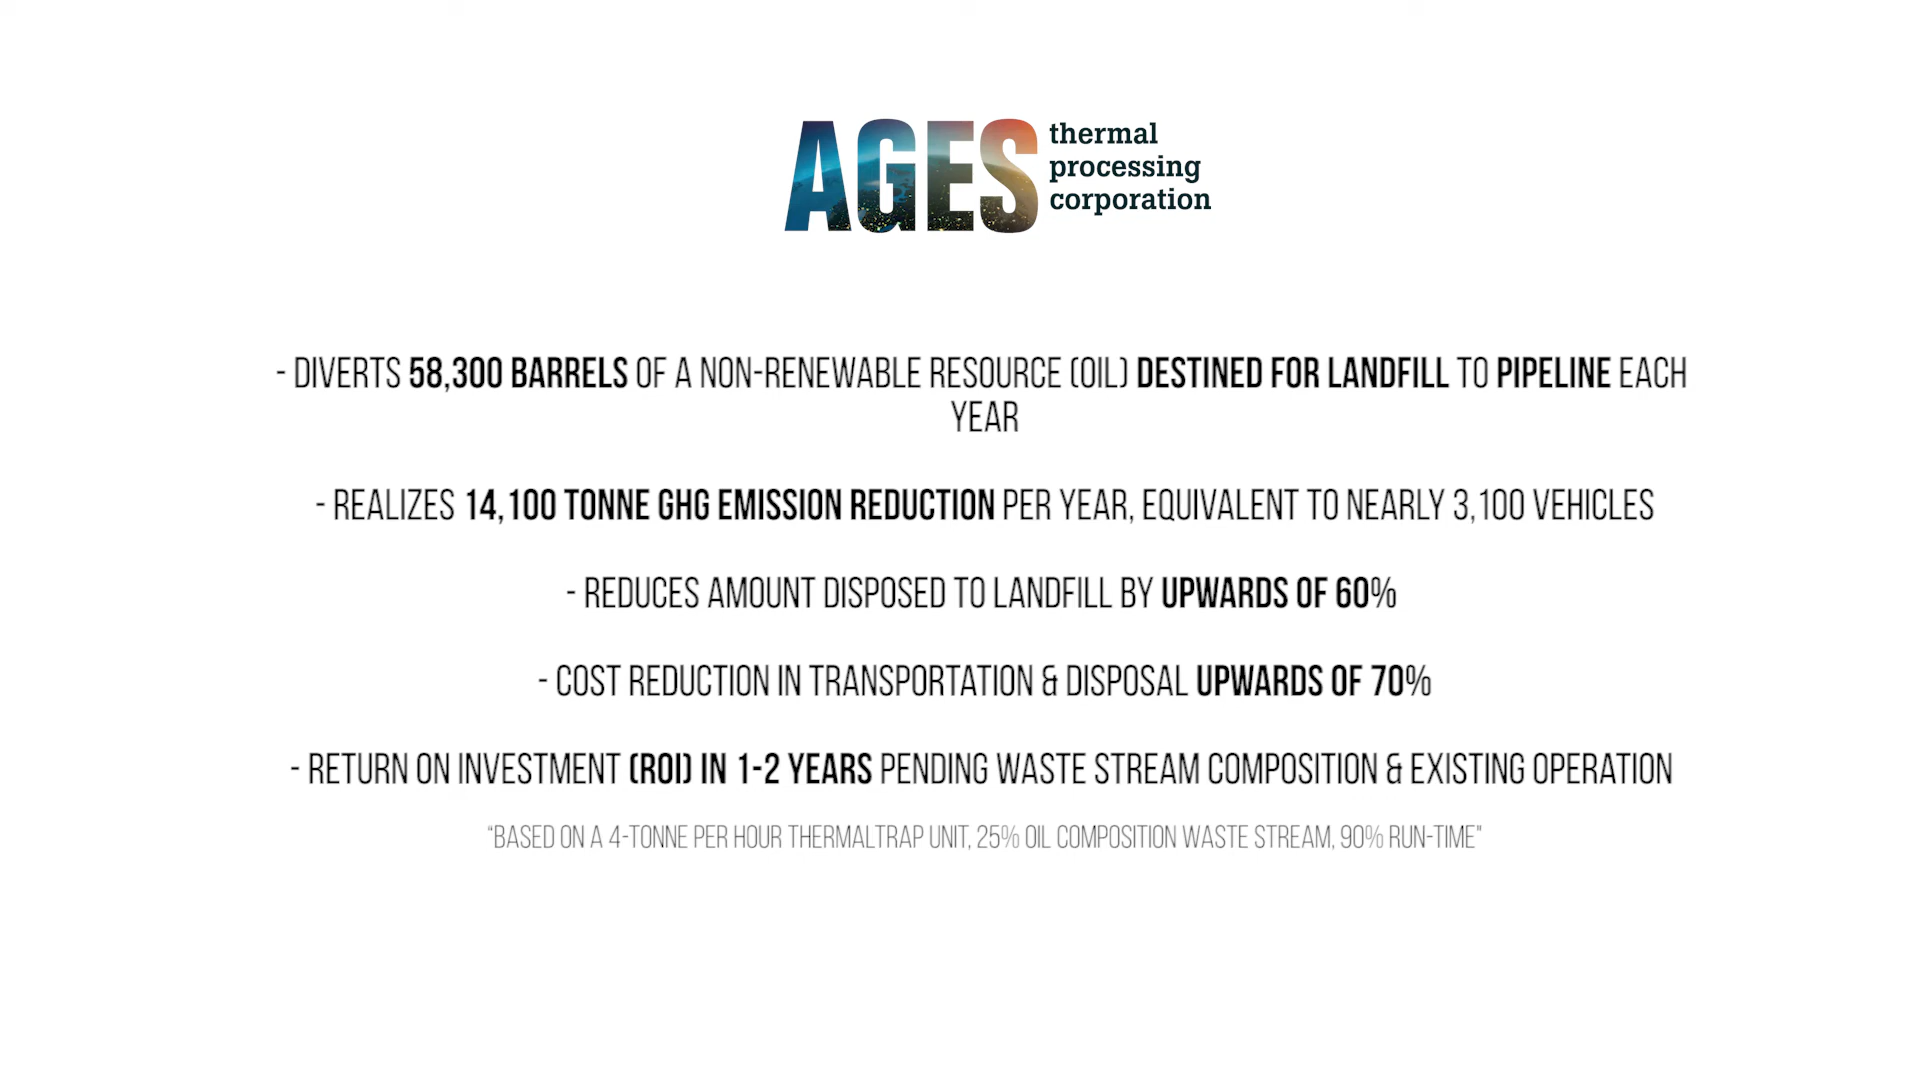 AGES
thermal
processing
corporation
- DIVERTS 58,300 BARRELS OF A NON-RENEWABLE RESOURCE (OIL) DESTINED FOR LANDFILL TO PIPELINE EACH
YEAR
- REALIZES 14,100 TONNE GHG EMISSION REDUCTION PER YEAR, EQUIVALENT TO NEARLY 3,100 VEHICLES
- REDUCES AMOUNT DISPOSED TO LANDFILL BY UPWARDS OF 60%
- COST REDUCTION IN TRANSPORTATION & DISPOSAL UPWARDS OF 70%
- RETURN ON INVESTMENT (ROI) IN 1-2 YEARS PENDING WASTE STREAM COMPOSITION & EXISTING OPERATION
“BASED ON A 4-TONNE PER HOUR THERMALTRAP UNIT, 25% OIL COMPOSITION WASTE STREAM, 90% RUN-TIME"